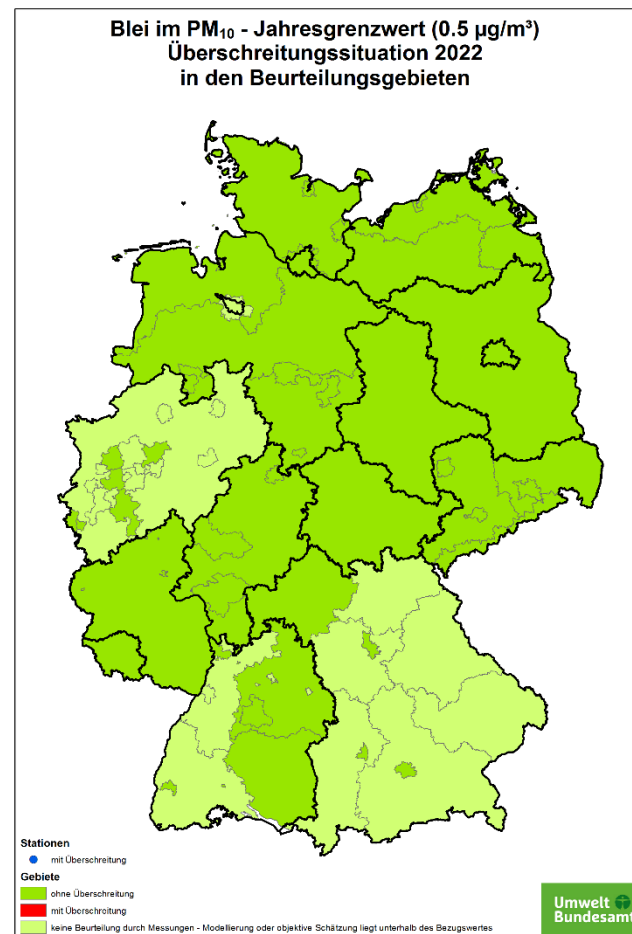 Blei im PM₁₀ - Jahresgrenzwert (0.5 µg/m³)
Überschreitungssituation 2022
in den Beurteilungsgebieten
Stationen
mit Überschreitung
Gebiete
ohne Überschreitung
mit Überschreitung
keine Beurteilung durch Messungen - Modellierung oder objektive Schätzung liegt unterhalb des Bezugswertes
Umwelt
Bundesamt